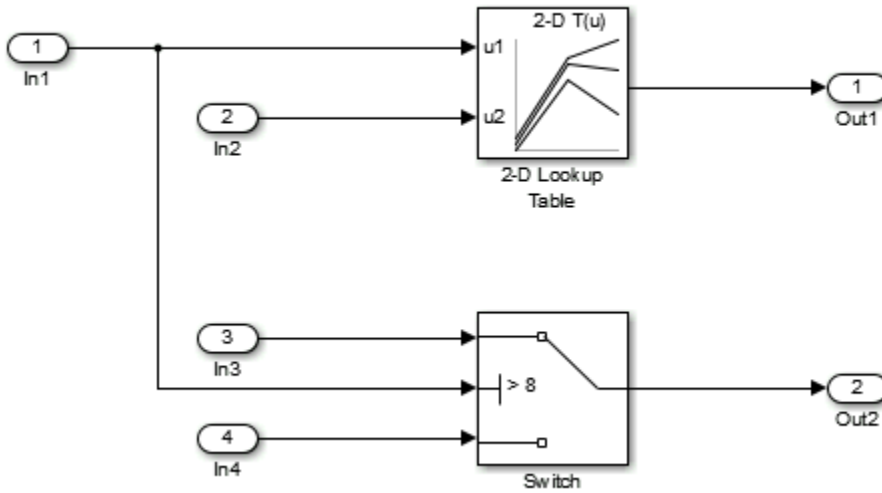 2-D T(u)
1
In1
u1
2
In2
u2
1
Out1
2-D Lookup
Table
3
In3
> 8
4
In4
2
Out2
Switch